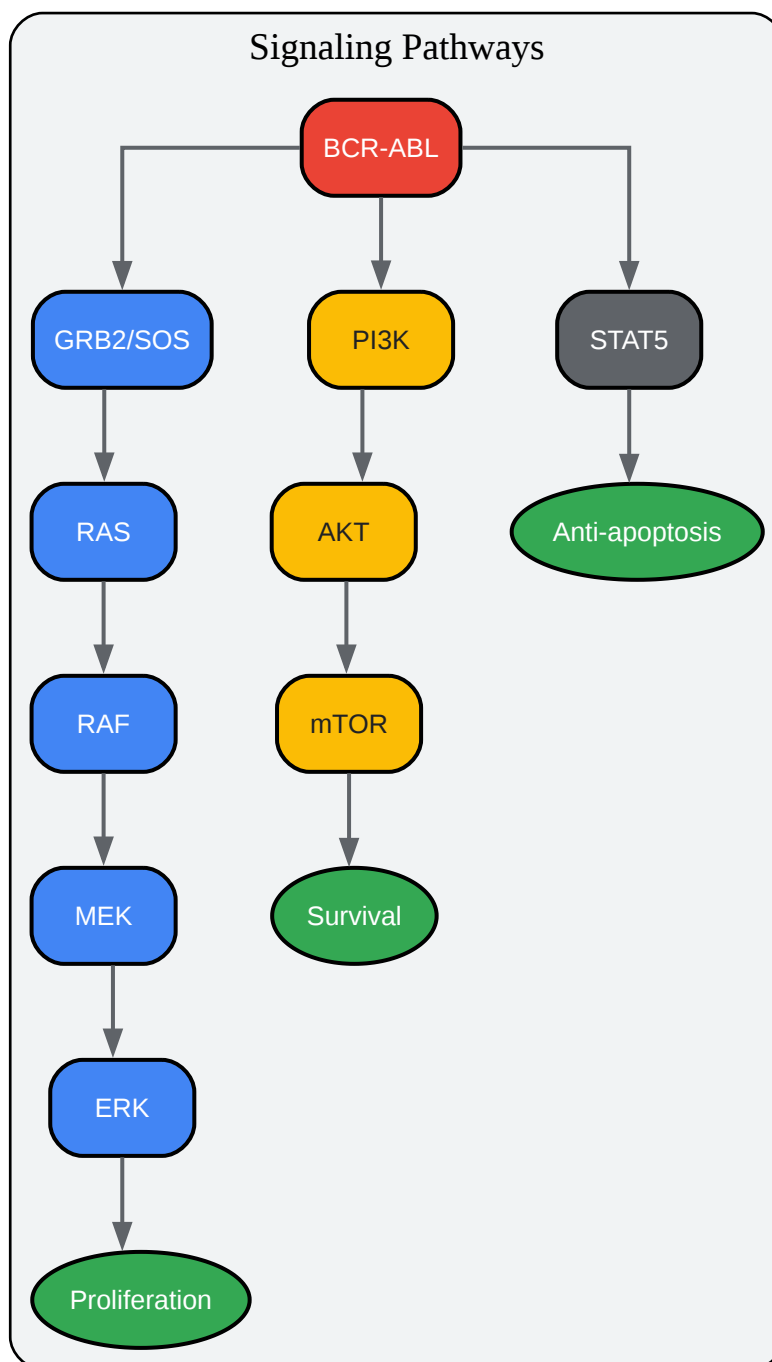 Signaling Pathways
BCR-ABL
GRB2/SOS
PI3K
STAT5
RAS
AKT
Anti-apoptosis
RAF
mTOR
MEK
Survival
ERK
Proliferation